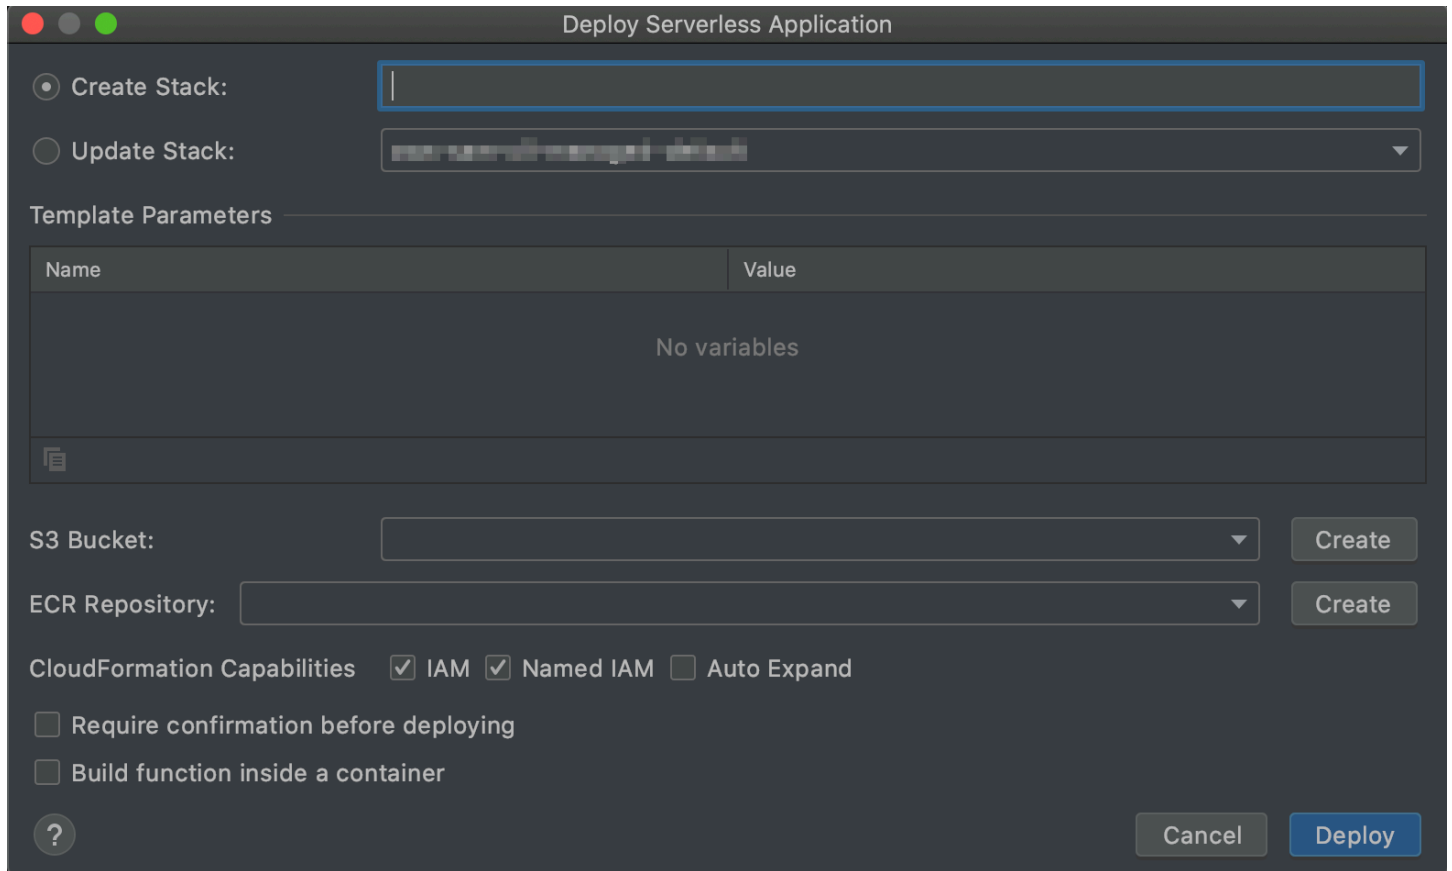 Deploy Serverless Application
Create Stack:
Update Stack:
Template Parameters
Name Value
No variables
S3 Bucket: Create
ECR Repository: Create
CloudFormation Capabilities IAM Named IAM Auto Expand
Require confirmation before deploying
Build function inside a container
? Cancel Deploy